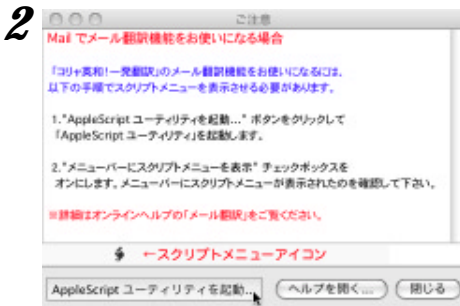 2
ご注意
Mail でメール翻訳機能をお使いになる場合
「コリャ英和!一発翻訳」のメール翻訳機能をお使いになるには、
以下の手順でスクリプトメニューを表示させる必要があります。
1."AppleScript ユーティリティを起動..." ボタンをクリックして
「AppleScript ユーティリティ」を起動します。
2."メニューバーにスクリプトメニューを表示" チェックボックスを
オンにします。メニューバーにスクリプトメニューが表示されたのを確認して下さい。
※詳細はオンラインヘルプの「メール翻訳」をご覧ください。
←スクリプトメニューアイコン
AppleScript ユーティリティを起動...
ヘルプを開く...
閉じる